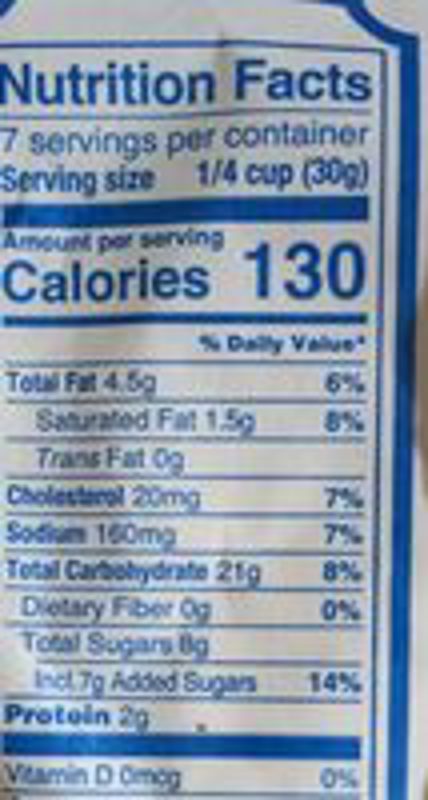 Nutrition Facts
7 servings per container
Serving size 1/4 cup (30g)
Amount per serving
Calories 130
% Daily Value*
Total Fat 4.5g 6%
Saturated Fat 1.5g 8%
Trans Fat 0g
Cholesterol 20mg 7%
Sodium 160mg 7%
Total Carbohydrate 21g 8%
Dietary Fiber 0g 0%
Total Sugars 8g
Incl.7g Added Sugars 14%
Protein 2g
Vitamin D 0mcg 0%